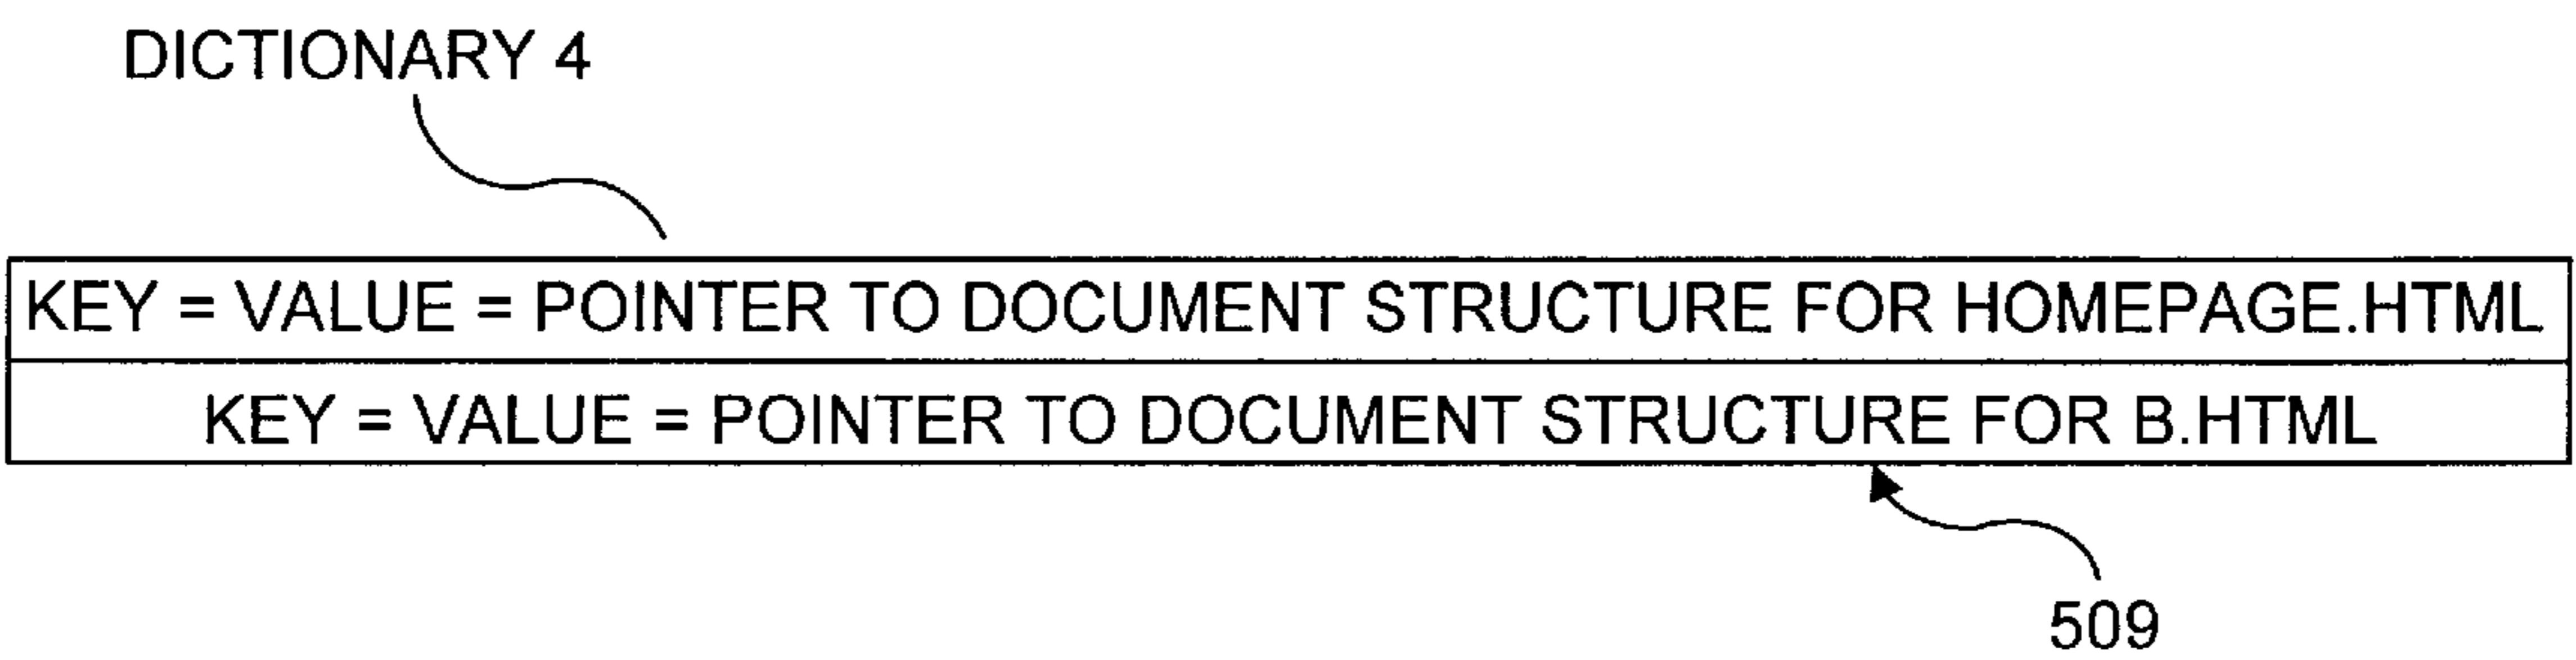 DICTIONARY 4
KEY = VALUE = POINTER TO DOCUMENT STRUCTURE FOR HOMEPAGE.HTML
KEY = VALUE = POINTER TO DOCUMENT STRUCTURE FOR B.HTML
509